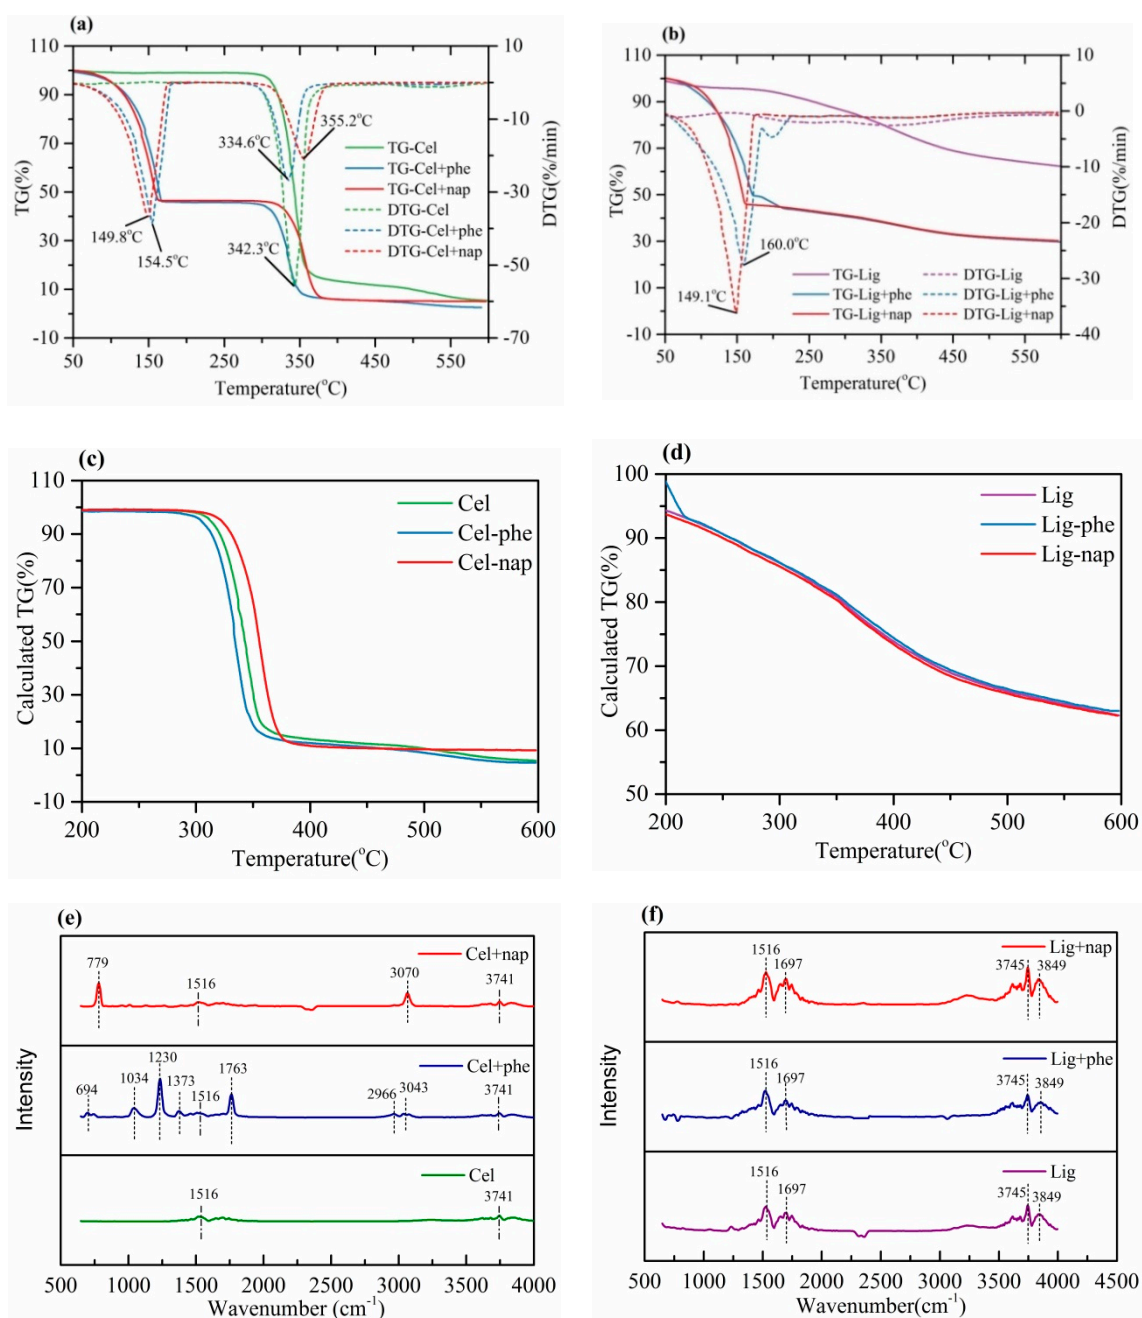 (a)
110
90
70
50
30
10
-10
TG(%)
10
0
-10
-20
-30
-40
-50
-60
-70
DTG(%/min)
334.6°C
355.2°C
TG-Cel
TG-Cel+phe
TG-Cel+nap
DTG-Cel
DTG-Cel+phe
DTG-Cel+nap
149.8°C
154.5°C
342.3°C
50 150 250 350 450 550
Temperature(°C)
(b)
110
90
70
50
30
10
-10
TG(%)
10
0
-10
-20
-30
-40
DTG(%/min)
160.0°C
149.1°C
TG-Lig
TG-Lig+phe
TG-Lig+nap
DTG-Lig
DTG-Lig+phe
DTG-Lig+nap
50 150 250 350 450 550
Temperature(°C)
(c)
110
90
70
50
30
10
-10
Calculated TG(%)
Cel
Cel-phe
Cel-nap
200 300 400 500 600
Temperature(°C)
(d)
100
90
80
70
60
50
Calculated TG(%)
Lig
Lig-phe
Lig-nap
200 300 400 500 600
Temperature(°C)
(e)
Cel+nap
779
1516
3070
3741
Cel+phe
694
1034
1230
1373
1516
1763
2966
3043
3741
Cel
1516
3741
Intensity
500 1000 1500 2000 2500 3000 3500 4000
Wavenumber (cm⁻¹)
(f)
Lig+nap
1516
1697
3745
3849
Lig+phe
1516
1697
3745
3849
Lig
1516
1697
3745
3849
Intensity
500 1000 1500 2000 2500 3000 3500 4000 4500
Wavenumber(cm⁻¹)